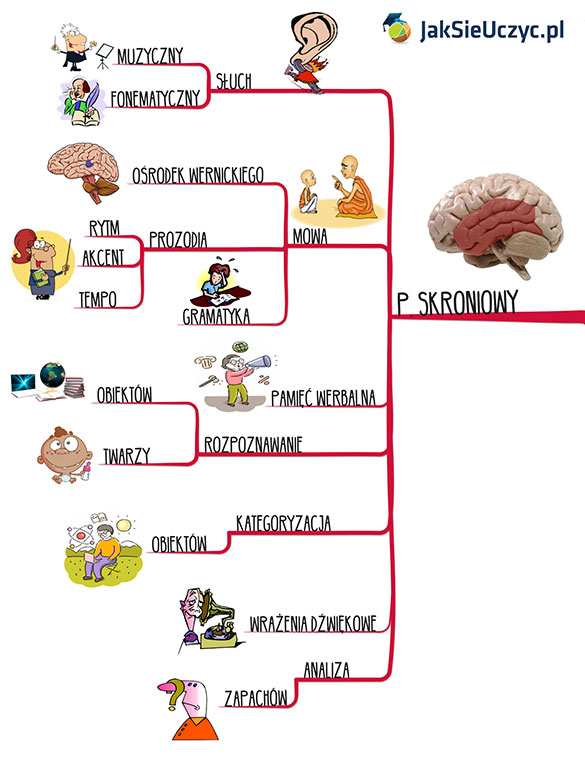 JakSieUczyc.pl
MUZYCZNY
FONEMATYCZNY
SŁUCH
OŚRODEK WERNICKIEGO
RYTM
AKCENT
TEMPO
PROZODIA
GRAMATYKA
MOWA
P. SKRONIOWY
PAMIĘĆ WERBALNA
OBIEKTÓW
TWARZY
ROZPOZNAWANIE
KATEGORYZACJA
OBIEKTÓW
WRAŻENIA DŹWIĘKOWE
ANALIZA
ZAPACHÓW